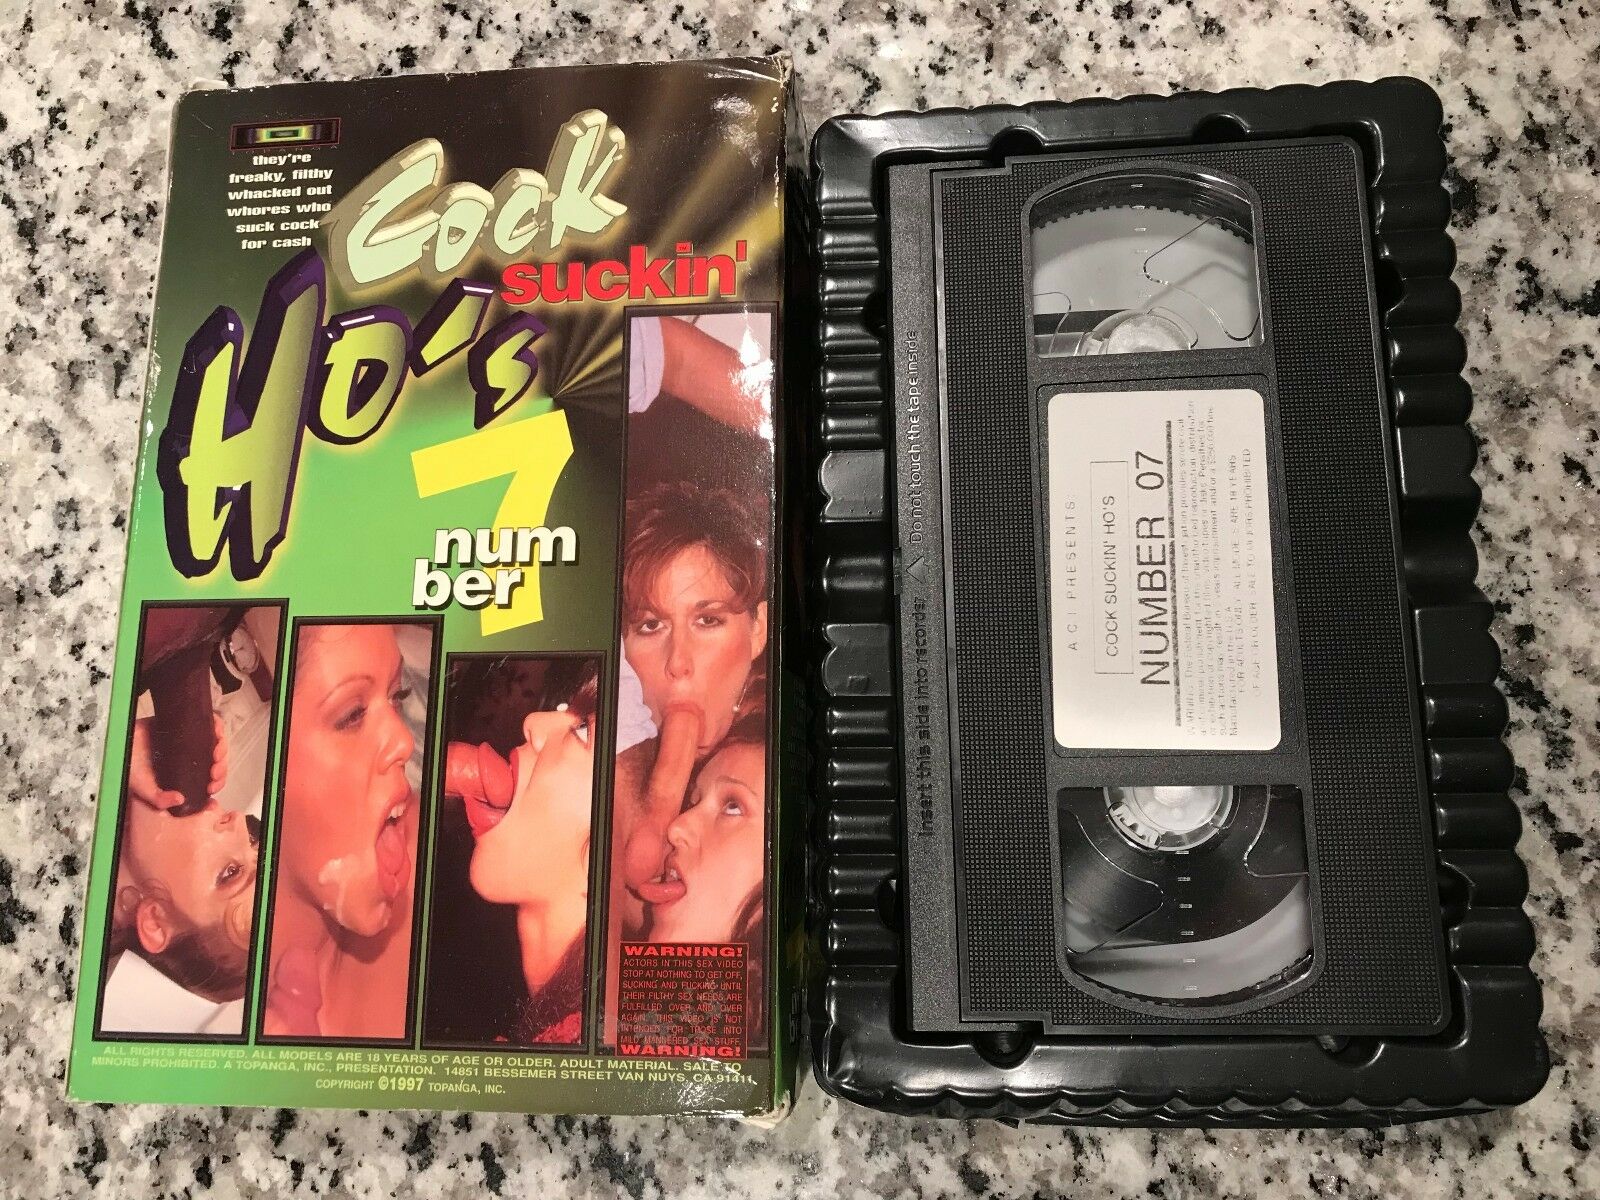 they're
freaky, filthy
whacked out
whores who
suck cock
for cash
Cock
suckin'
Ho's
7
num
ber
WARNING!
ACTORS IN THIS SEX VIDEO
STOP AT NOTHING TO GET OFF,
SUCKING AND FUCKING UNTIL
THEIR FILTHY SEX NEEDS ARE
FULFILLED OVER AND OVER
AGAIN. THIS VIDEO IS NOT
INTENDED FOR THOSE INTO
MILD MANNERED SEX STUFF.
WARNING!
ALL RIGHTS RESERVED. ALL MODELS ARE 18 YEARS OF AGE OR OLDER. ADULT MATERIAL. SALE TO
MINORS PROHIBITED. A TOPANGA, INC., PRESENTATION. 14851 BESSEMER STREET VAN NUYS, CA 91411
COPYRIGHT ©1997 TOPANGA, INC.
Insert this side into recorder
Do not touch the tape inside
A C I PRESENTS:
COCK SUCKIN' HO'S
NUMBER 07